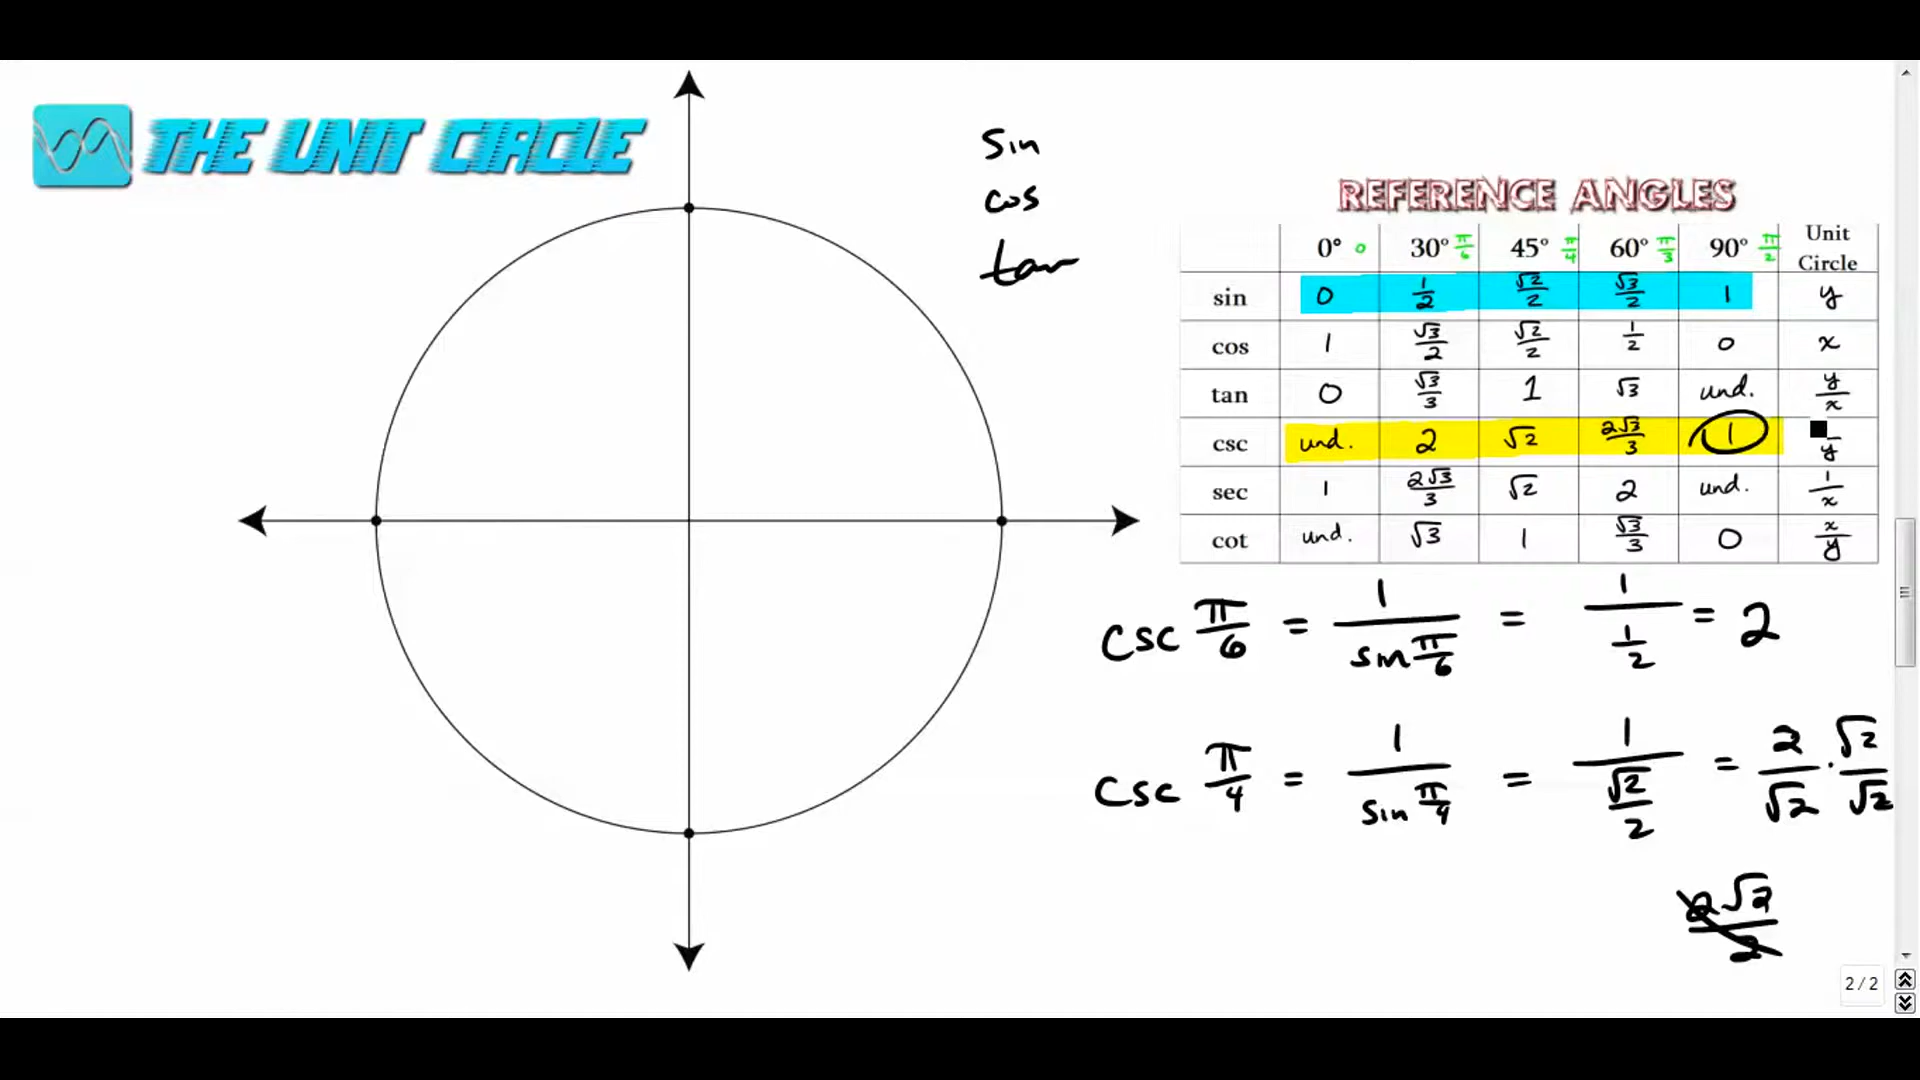 THE UNIT CIRCLE
sin
cos
tan
REFERENCE ANGLES
0° 0 30° π/6 45° π/4 60° π/3 90° π/2 Unit Circle
sin 0 1/2 √2/2 √3/2 1 y
cos 1 √3/2 √2/2 1/2 0 x
tan 0 √3/3 1 √3 und. y/x
csc und. 2 √2 2√3/3 1 /y
sec 1 2√3/3 √2 2 und. 1/x
cot und. √3 1 √3/3 0 x/y
csc π/6 = 1/(sin π/6) = 1/(1/2) = 2
csc π/4 = 1/(sin π/4) = 1/(√2/2) = 2/√2 · √2/√2
2√2/2
2 / 2